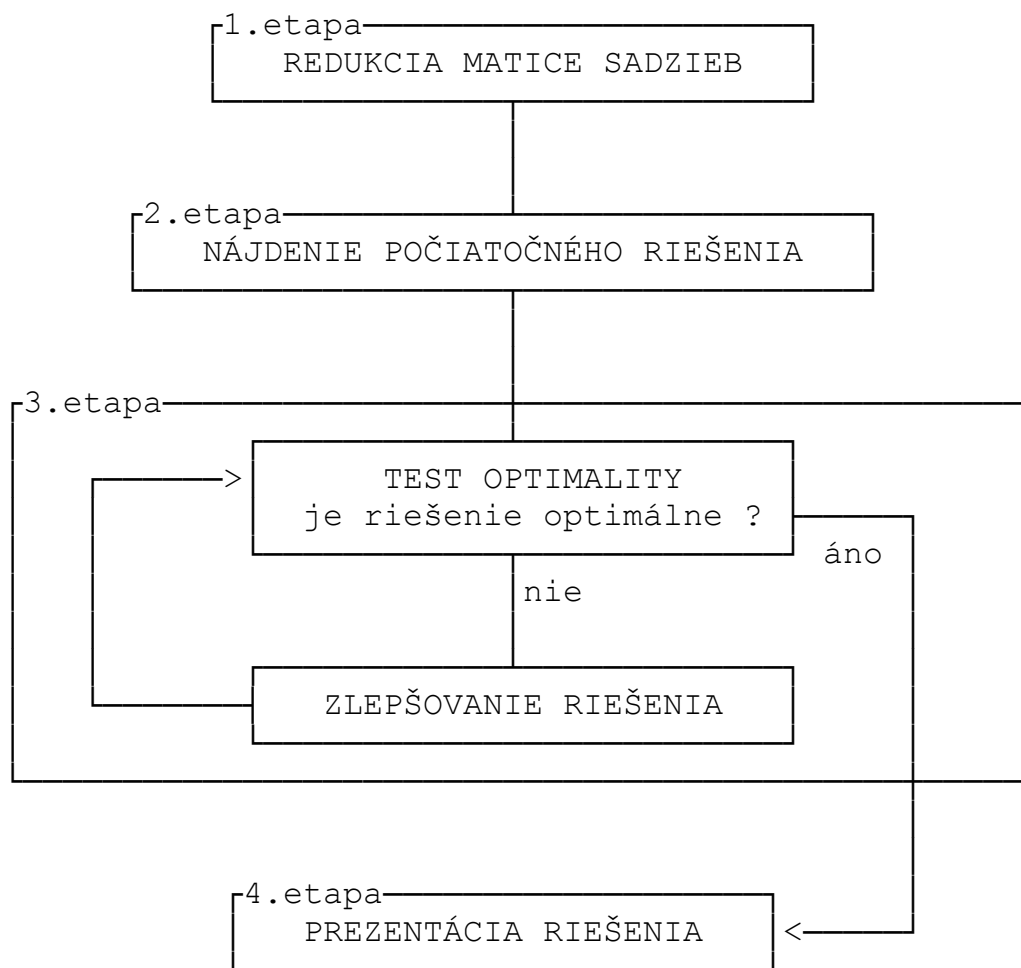 1.etapa
REDUKCIA MATICE SADZIEB
2.etapa
NÁJDENIE POČIATOČNÉHO RIEŠENIA
3.etapa
TEST OPTIMALITY
je riešenie optimálne ?
áno
nie
ZLEPŠOVANIE RIEŠENIA
4.etapa
PREZENTÁCIA RIEŠENIA